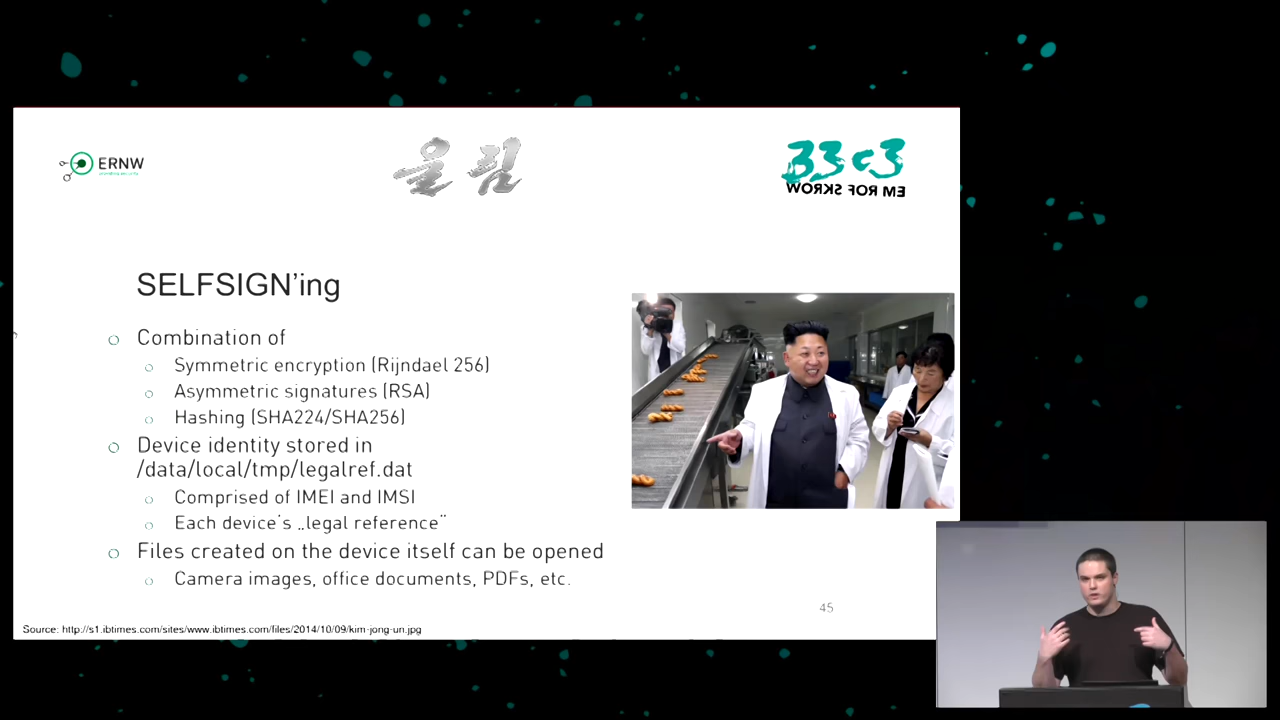 ERNW
울림
33c3
WORKS FOR ME
SELFSIGN'ing
Combination of
Symmetric encryption (Rijndael 256)
Asymmetric signatures (RSA)
Hashing (SHA224/SHA256)
Device identity stored in
/data/local/tmp/legalref.dat
Comprised of IMEI and IMSI
Each device's „legal reference"
Files created on the device itself can be opened
Camera images, office documents, PDFs, etc.
45
Source: http://s1.ibtimes.com/sites/www.ibtimes.com/files/2014/10/09/kim-jong-un.jpg